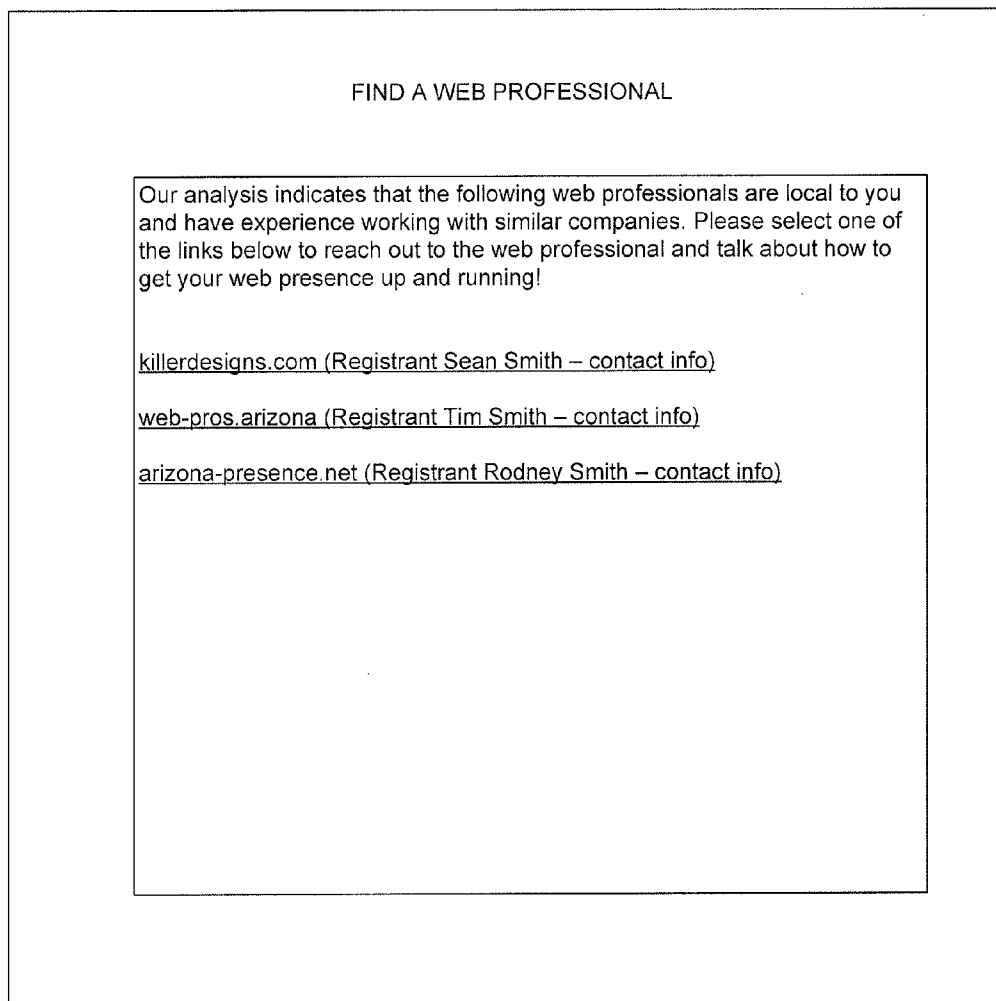 FIND A WEB PROFESSIONAL
Our analysis indicates that the following web professionals are local to you
and have experience working with similar companies. Please select one of
the links below to reach out to the web professional and talk about how to
get your web presence up and running!
killerdesigns.com (Registrant Sean Smith – contact info)
web-pros.arizona (Registrant Tim Smith – contact info)
arizona-presence.net (Registrant Rodney Smith – contact info)